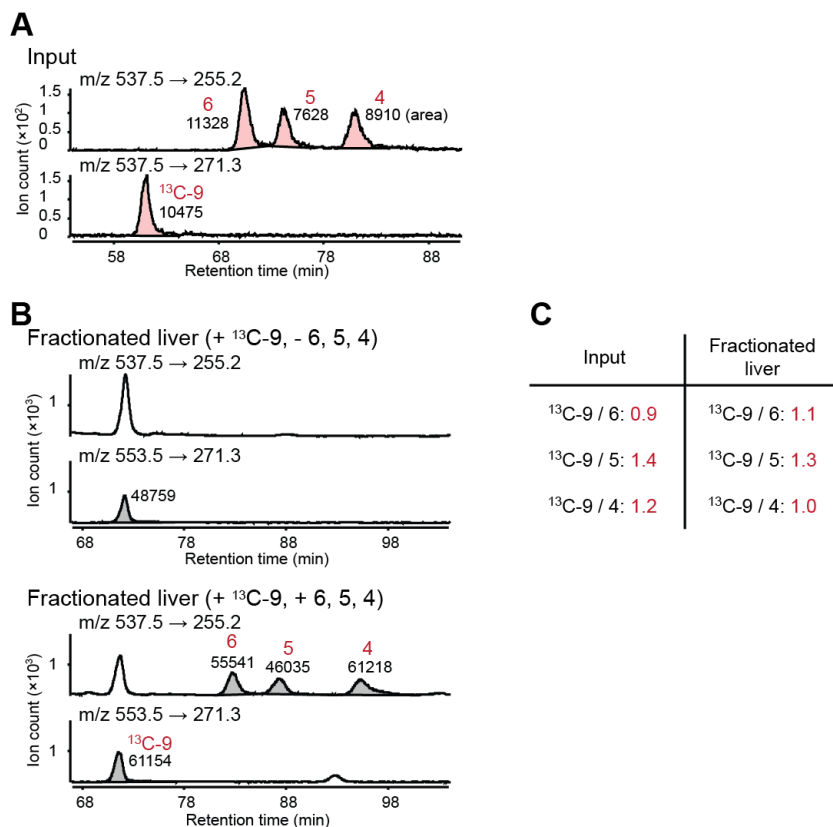 A
Input
m/z 537.5 → 255.2
6
11328
5
7628
4
8910 (area)
1.5
1
0.5
0
m/z 537.5 → 271.3
¹³C-9
10475
1.5
1
0.5
0
Ion count (×10²)
58 68 78 88
Retention time (min)
B
Fractionated liver (+ ¹³C-9, - 6, 5, 4)
m/z 537.5 → 255.2
1
m/z 553.5 → 271.3
1
48759
Ion count (×10³)
68 78 88 98
Retention time (min)
Fractionated liver (+ ¹³C-9, + 6, 5, 4)
m/z 537.5 → 255.2
1
6
55541
5
46035
4
61218
m/z 553.5 → 271.3
1
¹³C-9
61154
Ion count (×10³)
68 78 88 98
Retention time (min)
C
Input
Fractionated
liver
¹³C-9 / 6: 0.9 ¹³C-9 / 6: 1.1
¹³C-9 / 5: 1.4 ¹³C-9 / 5: 1.3
¹³C-9 / 4: 1.2 ¹³C-9 / 4: 1.0